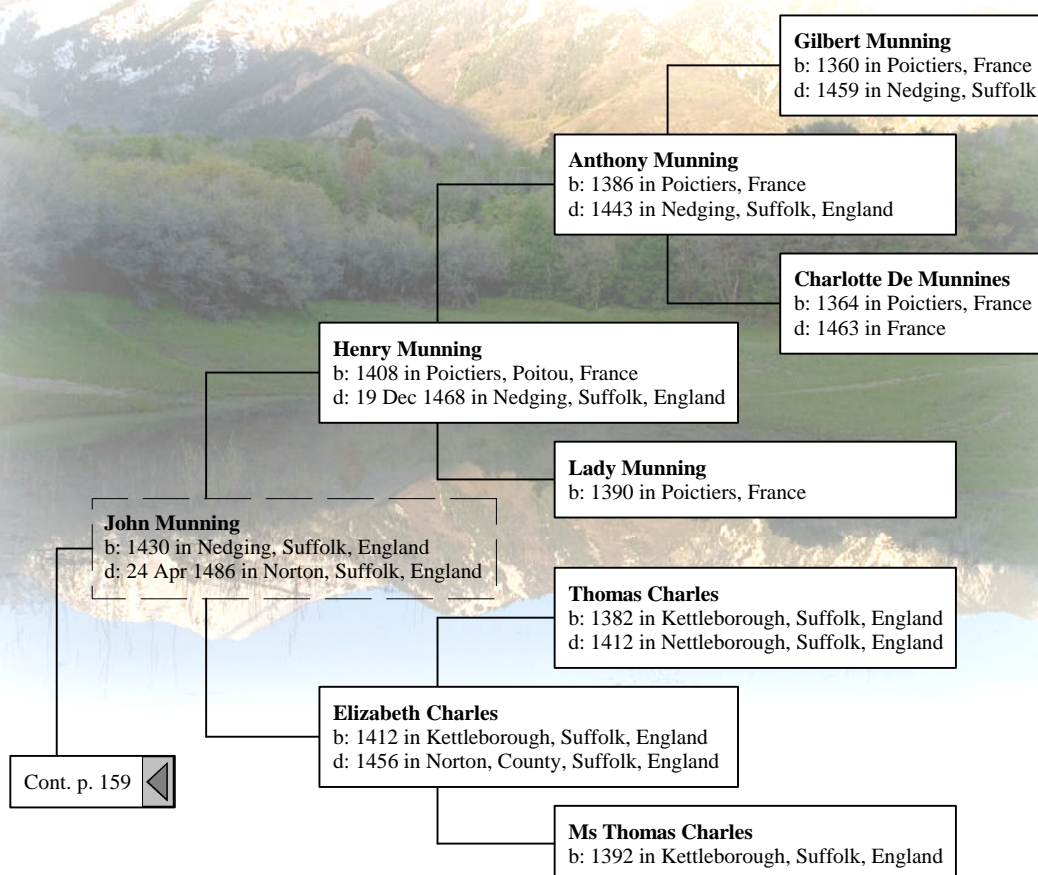 Gilbert Munning
b: 1360 in Poictiers, France
d: 1459 in Nedging, Suffolk
Anthony Munning
b: 1386 in Poictiers, France
d: 1443 in Nedging, Suffolk, England
Charlotte De Munnines
b: 1364 in Poictiers, France
d: 1463 in France
Henry Munning
b: 1408 in Poictiers, Poitou, France
d: 19 Dec 1468 in Nedging, Suffolk, England
Lady Munning
b: 1390 in Poictiers, France
John Munning
b: 1430 in Nedging, Suffolk, England
d: 24 Apr 1486 in Norton, Suffolk, England
Thomas Charles
b: 1382 in Kettleborough, Suffolk, England
d: 1412 in Nettleborough, Suffolk, England
Elizabeth Charles
b: 1412 in Kettleborough, Suffolk, England
d: 1456 in Norton, County, Suffolk, England
Cont. p. 159
Ms Thomas Charles
b: 1392 in Kettleborough, Suffolk, England